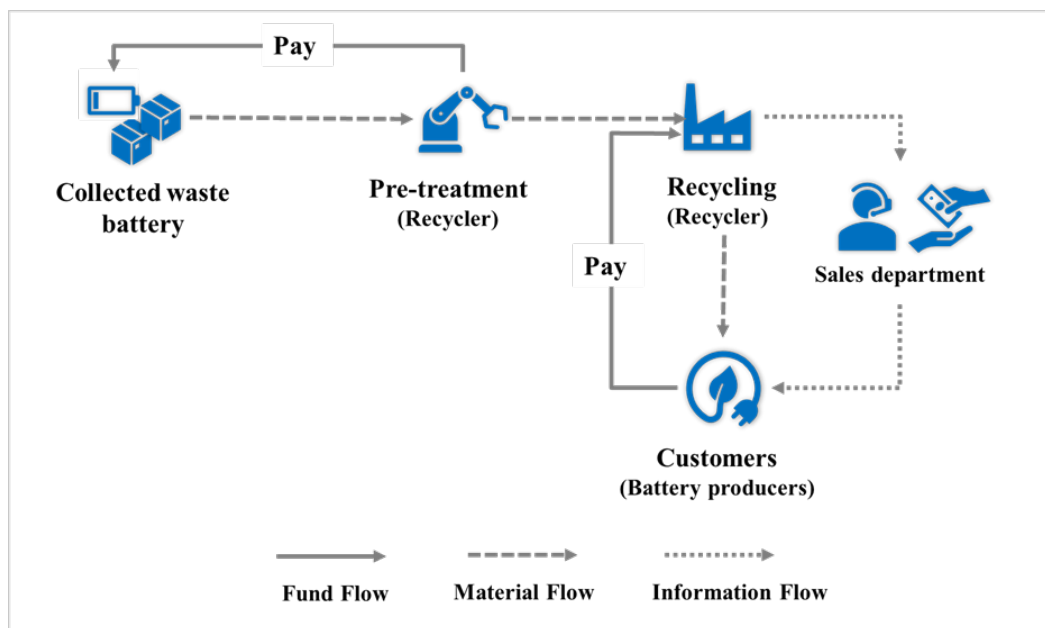 Pay
Collected waste
battery
Pre-treatment
(Recycler)
Recycling
(Recycler)
Pay
Sales department
Customers
(Battery producers)
Fund Flow
Material Flow
Information Flow